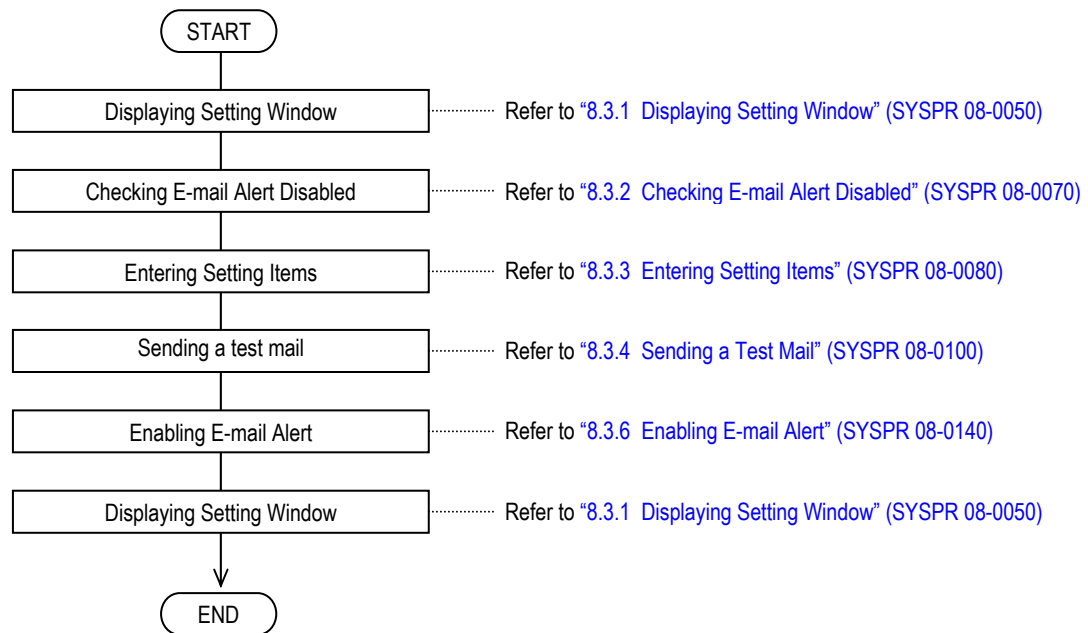 START
Displaying Setting Window Refer to “8.3.1 Displaying Setting Window” (SYSPR 08-0050)
Checking E-mail Alert Disabled Refer to “8.3.2 Checking E-mail Alert Disabled” (SYSPR 08-0070)
Entering Setting Items Refer to “8.3.3 Entering Setting Items” (SYSPR 08-0080)
Sending a test mail Refer to “8.3.4 Sending a Test Mail” (SYSPR 08-0100)
Enabling E-mail Alert Refer to “8.3.6 Enabling E-mail Alert” (SYSPR 08-0140)
Displaying Setting Window Refer to “8.3.1 Displaying Setting Window” (SYSPR 08-0050)
END